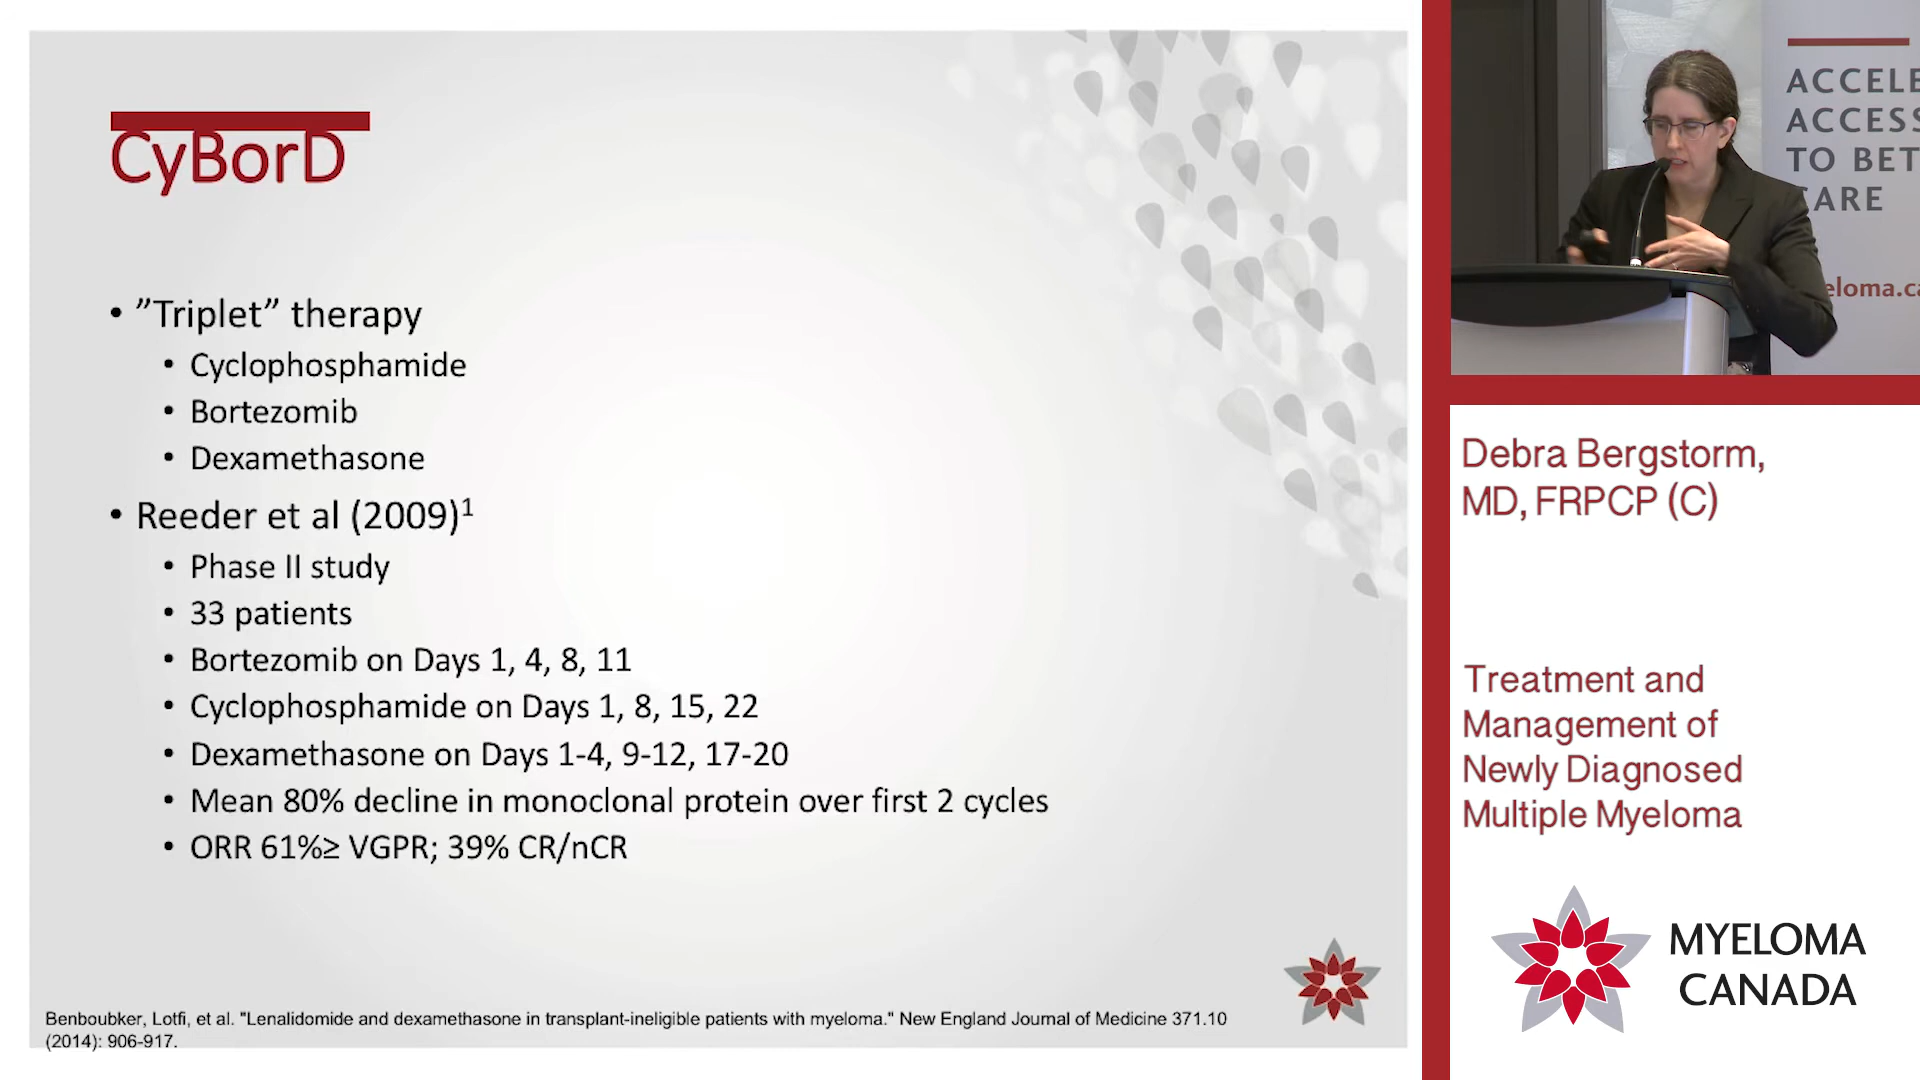 CyBorD
• ”Triplet” therapy
• Cyclophosphamide
• Bortezomib
• Dexamethasone
• Reeder et al (2009)1
• Phase II study
• 33 patients
• Bortezomib on Days 1, 4, 8, 11
• Cyclophosphamide on Days 1, 8, 15, 22
• Dexamethasone on Days 1-4, 9-12, 17-20
• Mean 80% decline in monoclonal protein over first 2 cycles
• ORR 61%≥ VGPR; 39% CR/nCR
Benboubker, Lotfi, et al. "Lenalidomide and dexamethasone in transplant-ineligible patients with myeloma." New England Journal of Medicine 371.10
(2014): 906-917.
ACCELE
ACCESS
TO BET
CARE
eloma.ca
Debra Bergstorm,
MD, FRPCP (C)
Treatment and
Management of
Newly Diagnosed
Multiple Myeloma
MYELOMA
CANADA